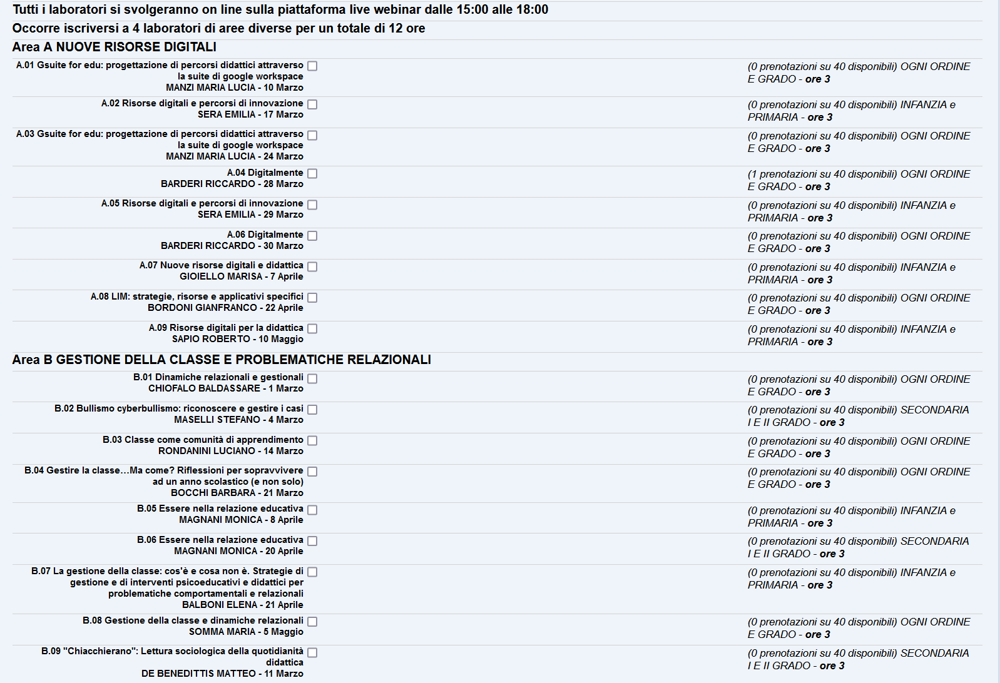 Tutti i laboratori si svolgeranno on line sulla piattaforma live webinar dalle 15:00 alle 18:00
Occorre iscriversi a 4 laboratori di aree diverse per un totale di 12 ore
Area A NUOVE RISORSE DIGITALI
A.01 Gsuite for edu: progettazione di percorsi didattici attraverso
la suite di google workspace
MANZI MARIA LUCIA - 10 Marzo
(0 prenotazioni su 40 disponibili) OGNI ORDINE
E GRADO - ore 3
A.02 Risorse digitali e percorsi di innovazione
SERA EMILIA - 17 Marzo
(0 prenotazioni su 40 disponibili) INFANZIA e
PRIMARIA - ore 3
A.03 Gsuite for edu: progettazione di percorsi didattici attraverso
la suite di google workspace
MANZI MARIA LUCIA - 24 Marzo
(0 prenotazioni su 40 disponibili) OGNI ORDINE
E GRADO - ore 3
A.04 Digitalmente
BARDERI RICCARDO - 28 Marzo
(1 prenotazioni su 40 disponibili) OGNI ORDINE
E GRADO - ore 3
A.05 Risorse digitali e percorsi di innovazione
SERA EMILIA - 29 Marzo
(0 prenotazioni su 40 disponibili) INFANZIA e
PRIMARIA - ore 3
A.06 Digitalmente
BARDERI RICCARDO - 30 Marzo
(0 prenotazioni su 40 disponibili) OGNI ORDINE
E GRADO - ore 3
A.07 Nuove risorse digitali e didattica
GIOIELLO MARISA - 7 Aprile
(0 prenotazioni su 40 disponibili) INFANZIA e
PRIMARIA - ore 3
A.08 LIM: strategie, risorse e applicativi specifici
BORDONI GIANFRANCO - 22 Aprile
(0 prenotazioni su 40 disponibili) OGNI ORDINE
E GRADO - ore 3
A.09 Risorse digitali per la didattica
SAPIO ROBERTO - 10 Maggio
(0 prenotazioni su 40 disponibili) INFANZIA e
PRIMARIA - ore 3
Area B GESTIONE DELLA CLASSE E PROBLEMATICHE RELAZIONALI
B.01 Dinamiche relazionali e gestionali
CHIOFALO BALDASSARE - 1 Marzo
(0 prenotazioni su 40 disponibili) OGNI ORDINE
E GRADO - ore 3
B.02 Bullismo cyberbullismo: riconoscere e gestire i casi
MASELLI STEFANO - 4 Marzo
(0 prenotazioni su 40 disponibili) SECONDARIA
I E II GRADO - ore 3
B.03 Classe come comunità di apprendimento
RONDANINI LUCIANO - 14 Marzo
(0 prenotazioni su 40 disponibili) OGNI ORDINE
E GRADO - ore 3
B.04 Gestire la classe…Ma come? Riflessioni per sopravvivere
ad un anno scolastico (e non solo)
BOCCHI BARBARA - 21 Marzo
(0 prenotazioni su 40 disponibili) OGNI ORDINE
E GRADO - ore 3
B.05 Essere nella relazione educativa
MAGNANI MONICA - 8 Aprile
(0 prenotazioni su 40 disponibili) INFANZIA e
PRIMARIA - ore 3
B.06 Essere nella relazione educativa
MAGNANI MONICA - 20 Aprile
(0 prenotazioni su 40 disponibili) SECONDARIA
I E II GRADO - ore 3
B.07 La gestione della classe: cos'è e cosa non è. Strategie di
gestione e di interventi psicoeducativi e didattici per
problematiche comportamentali e relazionali
BALBONI ELENA - 21 Aprile
(0 prenotazioni su 40 disponibili) INFANZIA e
PRIMARIA - ore 3
B.08 Gestione della classe e dinamiche relazionali
SOMMA MARIA - 5 Maggio
(0 prenotazioni su 40 disponibili) OGNI ORDINE
E GRADO - ore 3
B.09 "Chiacchierano": Lettura sociologica della quotidianità
didattica
DE BENEDITTIS MATTEO - 11 Marzo
(0 prenotazioni su 40 disponibili) SECONDARIA
I E II GRADO - ore 3